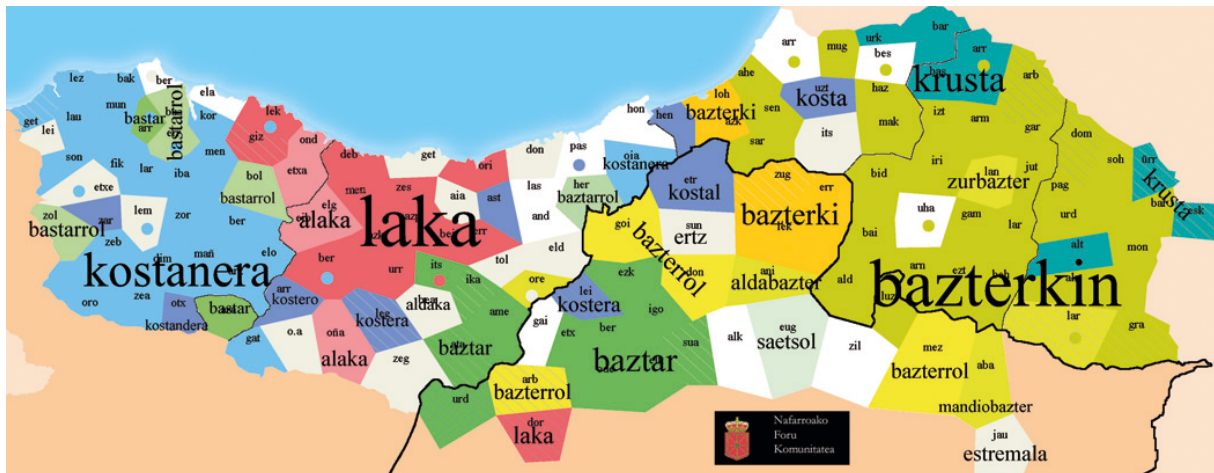 bar
arr
mug
urk
arr
lez
bak
ber
bes
arb
ela
ahe
krusta
mun
bastar
uzt
haz
lau
arr
kor
lek
loh
sen
kosta
get
lei
bastarrol
giz
hon
hen
bazterki
azk
izt
arm
gar
mak
dom
son
fik
lar
iba
men
ond
get
don
pas
oia
kostanera
sar
its
iri
soh
ürr
etxe
bol
etxa
deb
ori
jut
lan
zurbazter
pag
bid
zug
err
etr
kostal
her
bastarrol
las
aia
ast
zes
elg
alaka
laka
bastarrol
zol
zar
lem
zor
ber
and
goi
sun
ertz
bazterki
uha
gam
urd
lar
krusta
esk
zeb
mañ
elo
eld
tol
bazterrol
bai
alt
mon
kostanera
ber
urr
its
ore
ezk
don
ani
aldabazter
ald
arn
ezt
bazterkin
oro
zea
otx
arr
kostero
ika
aldaka
lei
kostera
igo
luz
lar
gra
kostandera
bastar
o.a
oña
kostera
ame
gai
etx
ber
alk
eug
saetsol
zil
gat
alaka
zeg
baztar
baztar
sua
mez
bazterrol
aba
urd
arb
bazterrol
mandiobazter
dor
laka
Nafarroako
Foru
Komunitatea
jau
estremala